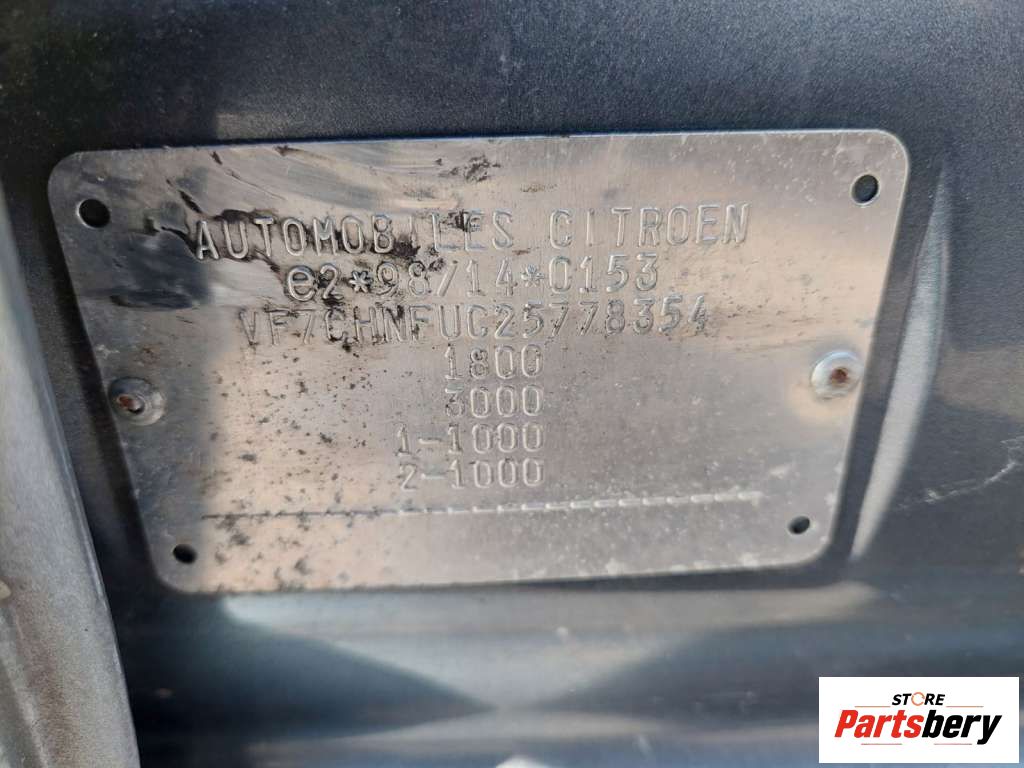 AUTOMOBILES CITROEN
e2*98/14*0153
VF7CHNFUC25778354
1800
3000
1-1000
2-1000
STORE
Partsbery